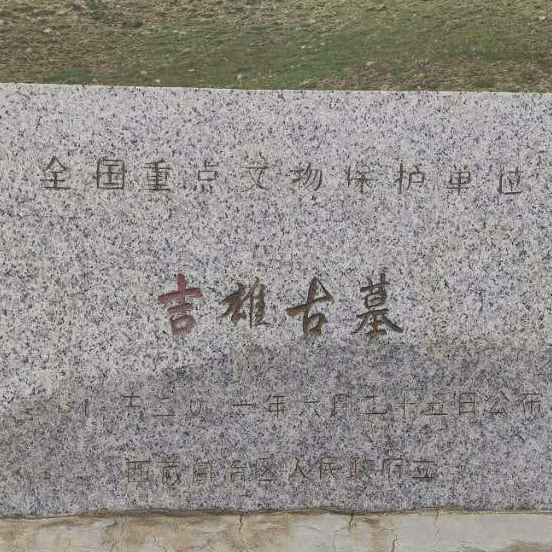 全国重点文物保护单位
吉雄古墓
一年六月二十五日公布
西藏自治区人民政府立